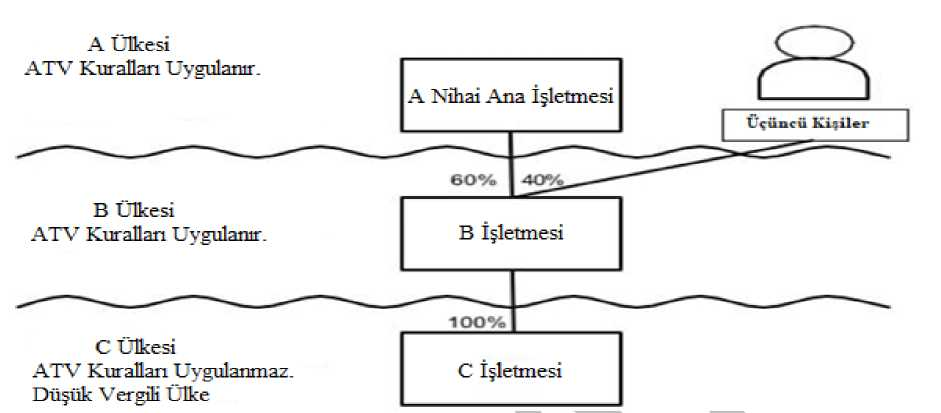 A Ülkesi
ATV Kuralları Uygulanır.
A Nihai Ana İşletmesi
Üçüncü Kişiler
60% 40%
B Ülkesi
ATV Kuralları Uygulanır.
B İşletmesi
100%
C Ülkesi
ATV Kuralları Uygulanmaz.
Düşük Vergili Ülke
C İşletmesi